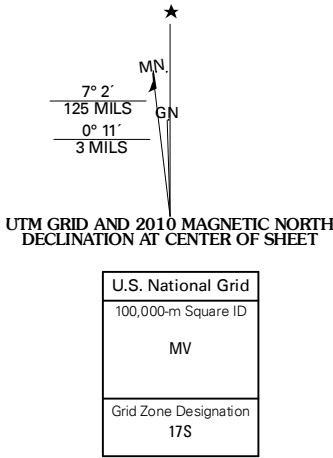 MN.
7° 2´
125 MILS
GN
0° 11´
3 MILS
UTM GRID AND 2010 MAGNETIC NORTH
DECLINATION AT CENTER OF SHEET
U.S. National Grid
100,000-m Square ID
MV
Grid Zone Designation
17S